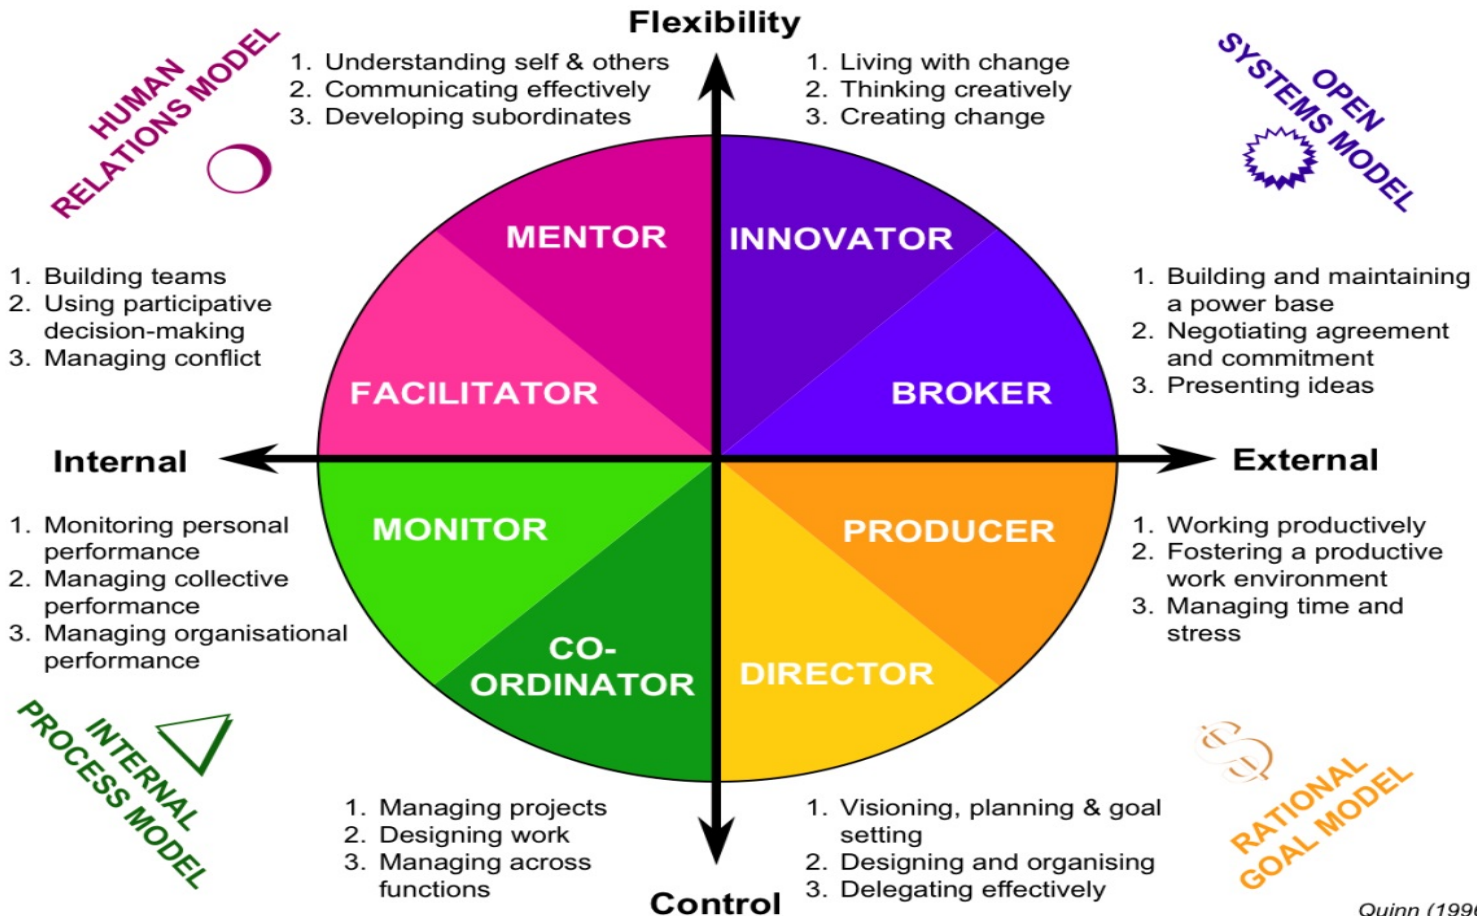 Flexibility
HUMAN
RELATIONS MODEL
1. Understanding self & others
2. Communicating effectively
3. Developing subordinates
1. Living with change
2. Thinking creatively
3. Creating change
OPEN
SYSTEMS MODEL
MENTOR
INNOVATOR
1. Building teams
2. Using participative
decision-making
3. Managing conflict
FACILITATOR
BROKER
1. Building and maintaining
a power base
2. Negotiating agreement
and commitment
3. Presenting ideas
Internal
External
1. Monitoring personal
performance
2. Managing collective
performance
3. Managing organisational
performance
MONITOR
PRODUCER
1. Working productively
2. Fostering a productive
work environment
3. Managing time and
stress
CO-
ORDINATOR
DIRECTOR
INTERNAL
PROCESS MODEL
1. Managing projects
2. Designing work
3. Managing across
functions
1. Visioning, planning & goal
setting
2. Designing and organising
3. Delegating effectively
$
RATIONAL
GOAL MODEL
Control
Quinn